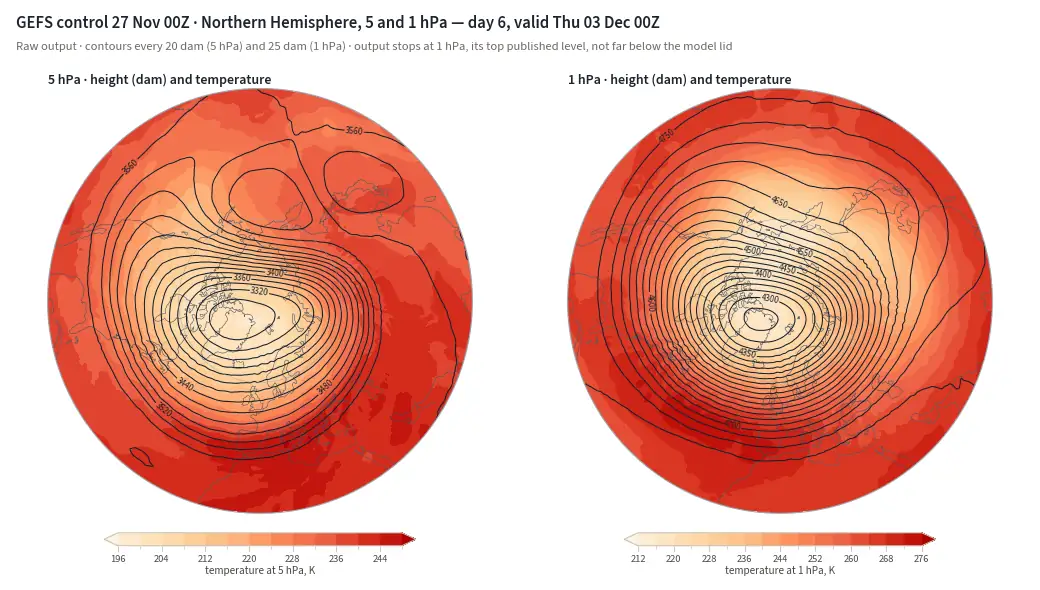 GEFS control 27 Nov 00Z · Northern Hemisphere, 5 and 1 hPa — day 6, valid Thu 03 Dec 00Z
Raw output · contours every 20 dam (5 hPa) and 25 dam (1 hPa) · output stops at 1 hPa, its top published level, not far below the model lid
5 hPa · height (dam) and temperature
1 hPa · height (dam) and temperature
3560
3560
3400
3360
3320
3440
3480
3520
4750
4650
4500
4550
4450
4400
4300
4600
4350
196 204 212 220 228 236 244
temperature at 5 hPa, K
212 220 228 236 244 252 260 268 276
temperature at 1 hPa, K